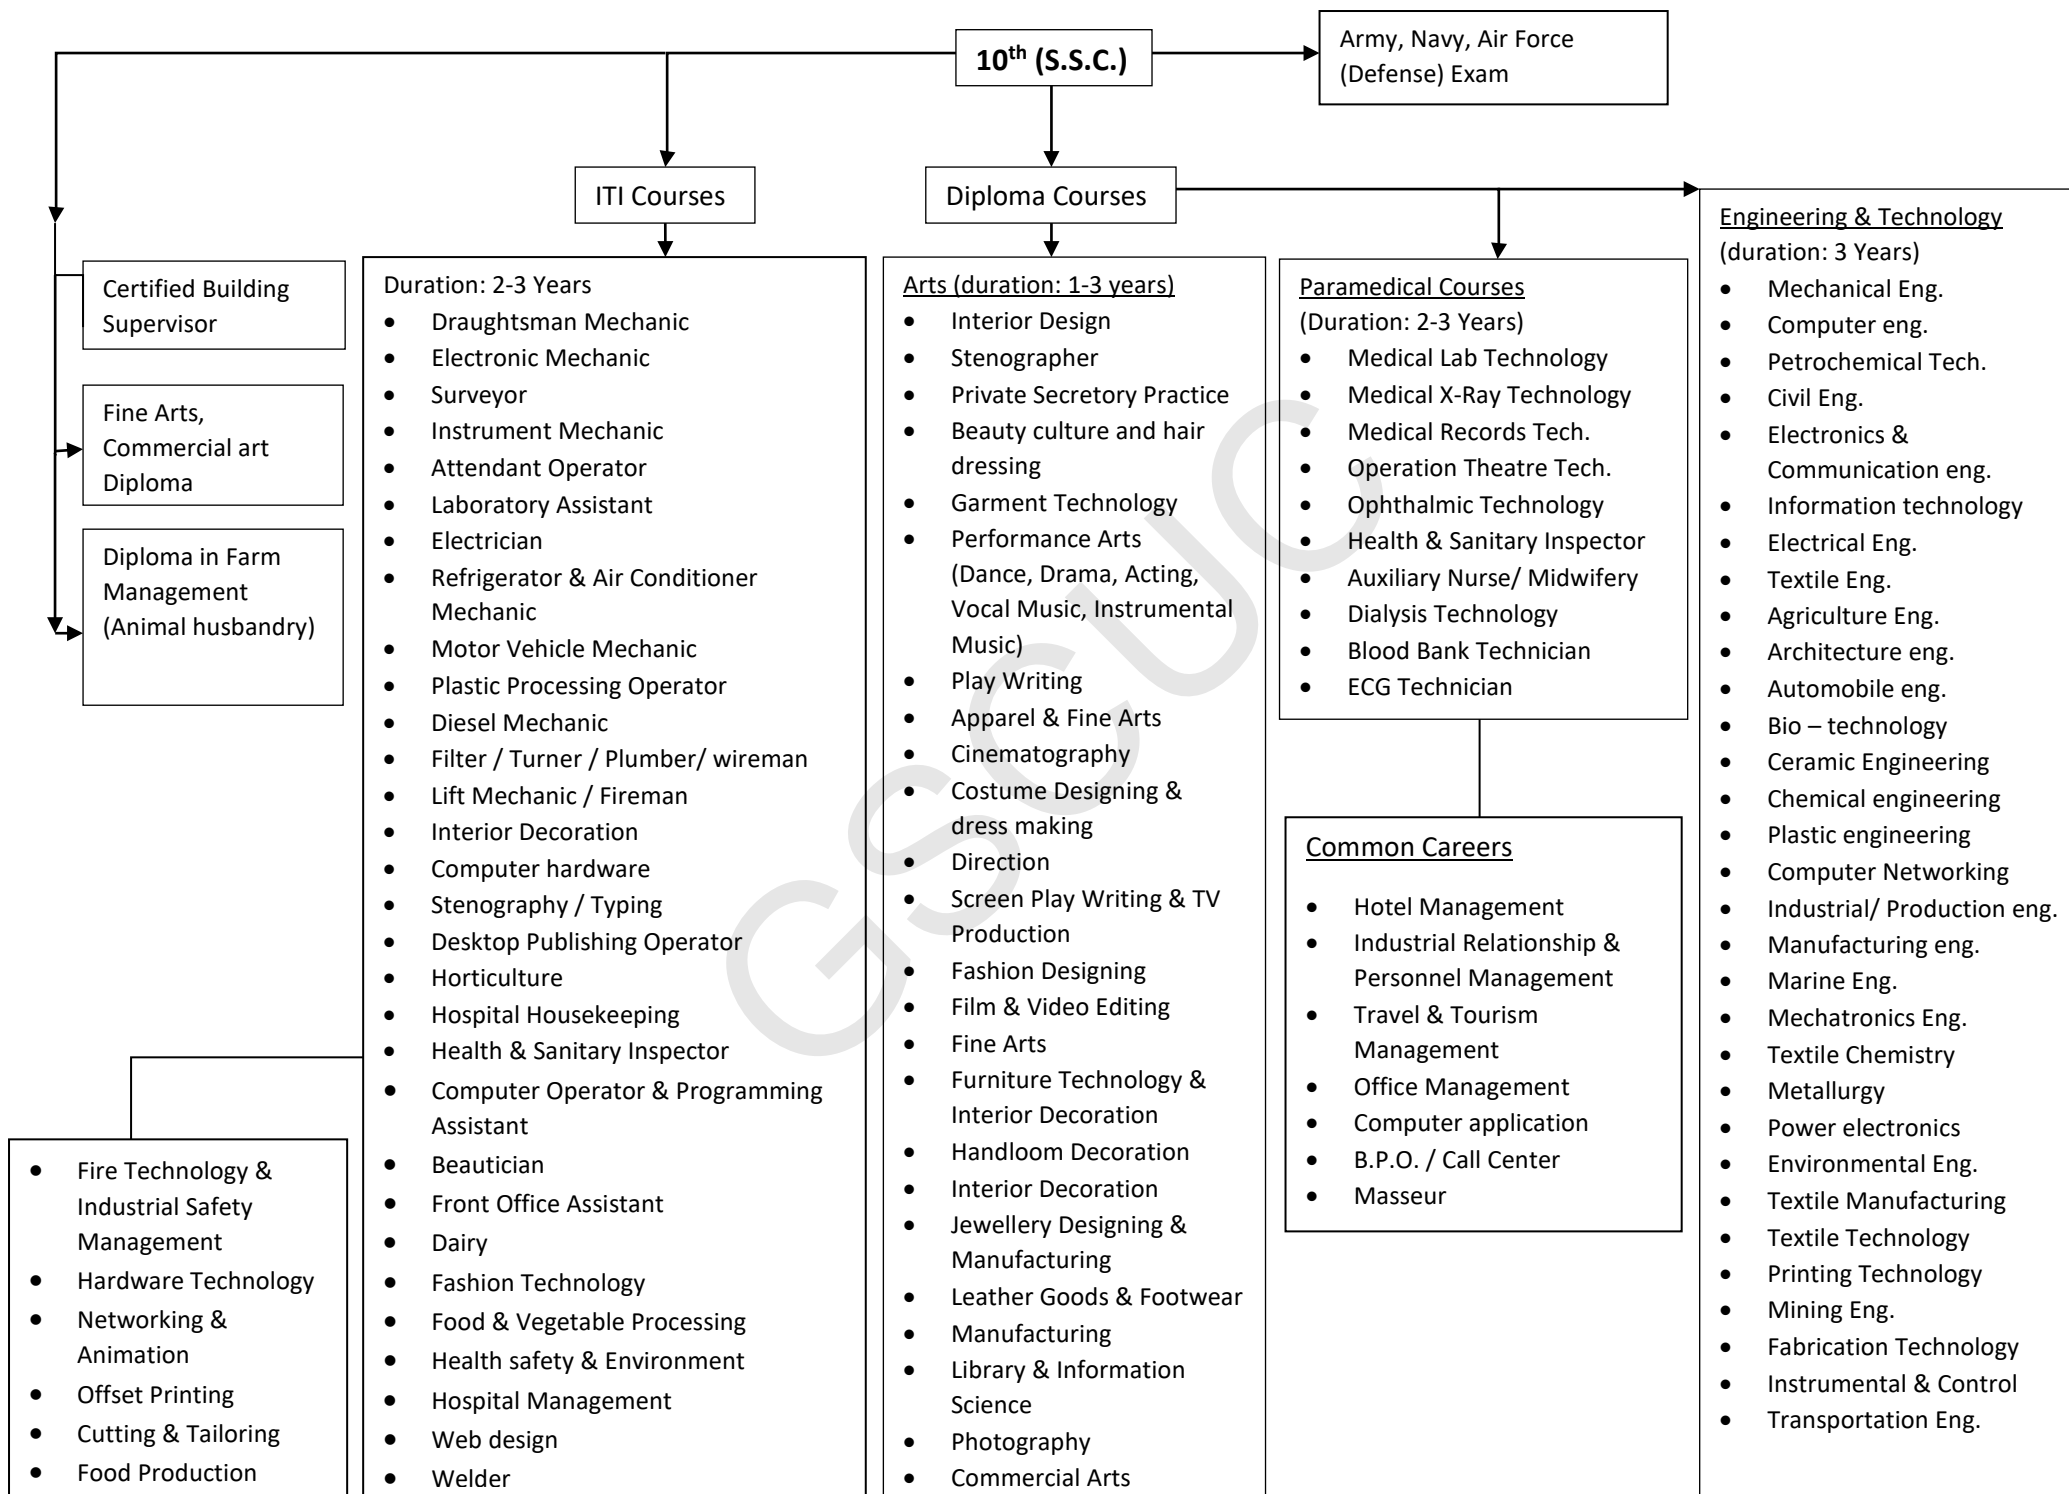 10th (S.S.C.)
Army, Navy, Air Force
(Defense) Exam
ITI Courses
Diploma Courses
Certified Building
Supervisor
Fine Arts,
Commercial art
Diploma
Diploma in Farm
Management
(Animal husbandry)
Duration: 2-3 Years
• Draughtsman Mechanic
• Electronic Mechanic
• Surveyor
• Instrument Mechanic
• Attendant Operator
• Laboratory Assistant
• Electrician
• Refrigerator & Air Conditioner
Mechanic
• Motor Vehicle Mechanic
• Plastic Processing Operator
• Diesel Mechanic
• Filter / Turner / Plumber/ wireman
• Lift Mechanic / Fireman
• Interior Decoration
• Computer hardware
• Stenography / Typing
• Desktop Publishing Operator
• Horticulture
• Hospital Housekeeping
• Health & Sanitary Inspector
• Computer Operator & Programming
Assistant
• Beautician
• Front Office Assistant
• Dairy
• Fashion Technology
• Food & Vegetable Processing
• Health safety & Environment
• Hospital Management
• Web design
• Welder
• Fire Technology &
Industrial Safety
Management
• Hardware Technology
• Networking &
Animation
• Offset Printing
• Cutting & Tailoring
• Food Production
Arts (duration: 1-3 years)
• Interior Design
• Stenographer
• Private Secretory Practice
• Beauty culture and hair
dressing
• Garment Technology
• Performance Arts
(Dance, Drama, Acting,
Vocal Music, Instrumental
Music)
• Play Writing
• Apparel & Fine Arts
• Cinematography
• Costume Designing &
dress making
• Direction
• Screen Play Writing & TV
Production
• Fashion Designing
• Film & Video Editing
• Fine Arts
• Furniture Technology &
Interior Decoration
• Handloom Decoration
• Interior Decoration
• Jewellery Designing &
Manufacturing
• Leather Goods & Footwear
• Manufacturing
• Library & Information
Science
• Photography
• Commercial Arts
Paramedical Courses
(Duration: 2-3 Years)
• Medical Lab Technology
• Medical X-Ray Technology
• Medical Records Tech.
• Operation Theatre Tech.
• Ophthalmic Technology
• Health & Sanitary Inspector
• Auxiliary Nurse/ Midwifery
• Dialysis Technology
• Blood Bank Technician
• ECG Technician
Common Careers
• Hotel Management
• Industrial Relationship &
Personnel Management
• Travel & Tourism
Management
• Office Management
• Computer application
• B.P.O. / Call Center
• Masseur
Engineering & Technology
(duration: 3 Years)
• Mechanical Eng.
• Computer eng.
• Petrochemical Tech.
• Civil Eng.
• Electronics &
Communication eng.
• Information technology
• Electrical Eng.
• Textile Eng.
• Agriculture Eng.
• Architecture eng.
• Automobile eng.
• Bio – technology
• Ceramic Engineering
• Chemical engineering
• Plastic engineering
• Computer Networking
• Industrial/ Production eng.
• Manufacturing eng.
• Marine Eng.
• Mechatronics Eng.
• Textile Chemistry
• Metallurgy
• Power electronics
• Environmental Eng.
• Textile Manufacturing
• Textile Technology
• Printing Technology
• Mining Eng.
• Fabrication Technology
• Instrumental & Control
• Transportation Eng.
GSCUC